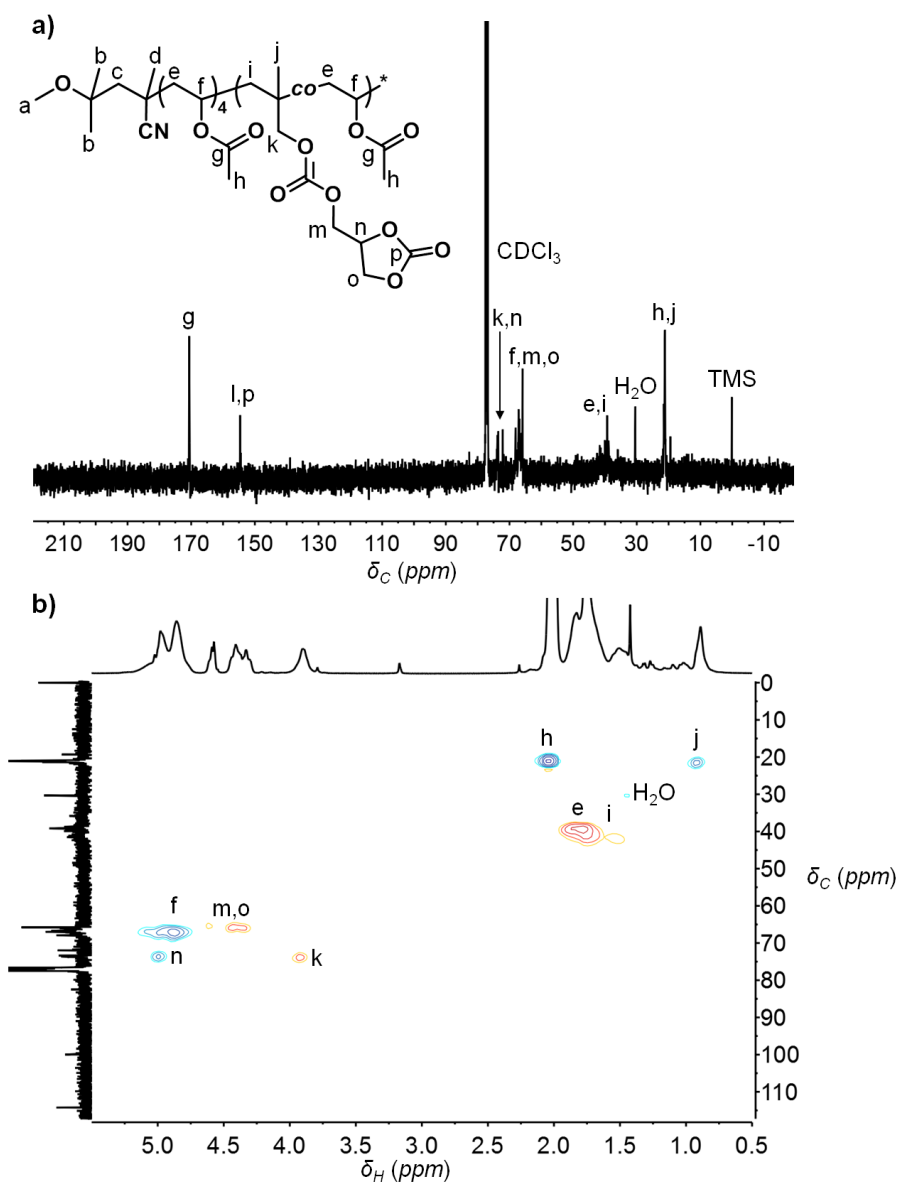 a)
b d j
c e i e
O f co f *
a 4
b CN O O k O O
g O g
h l h
O O
m n O
p O
o O
CDCl3
g
l,p
k,n
f,m,o
e,i
H2O
h,j
TMS
210 190 170 150 130 110 90 70 50 30 10 -10
δC (ppm)
b)
h j
H2O
e i
f m,o
n k
0
10
20
30
40
50
60
70
80
90
100
110
δC (ppm)
5.0 4.5 4.0 3.5 3.0 2.5 2.0 1.5 1.0 0.5
δH (ppm)